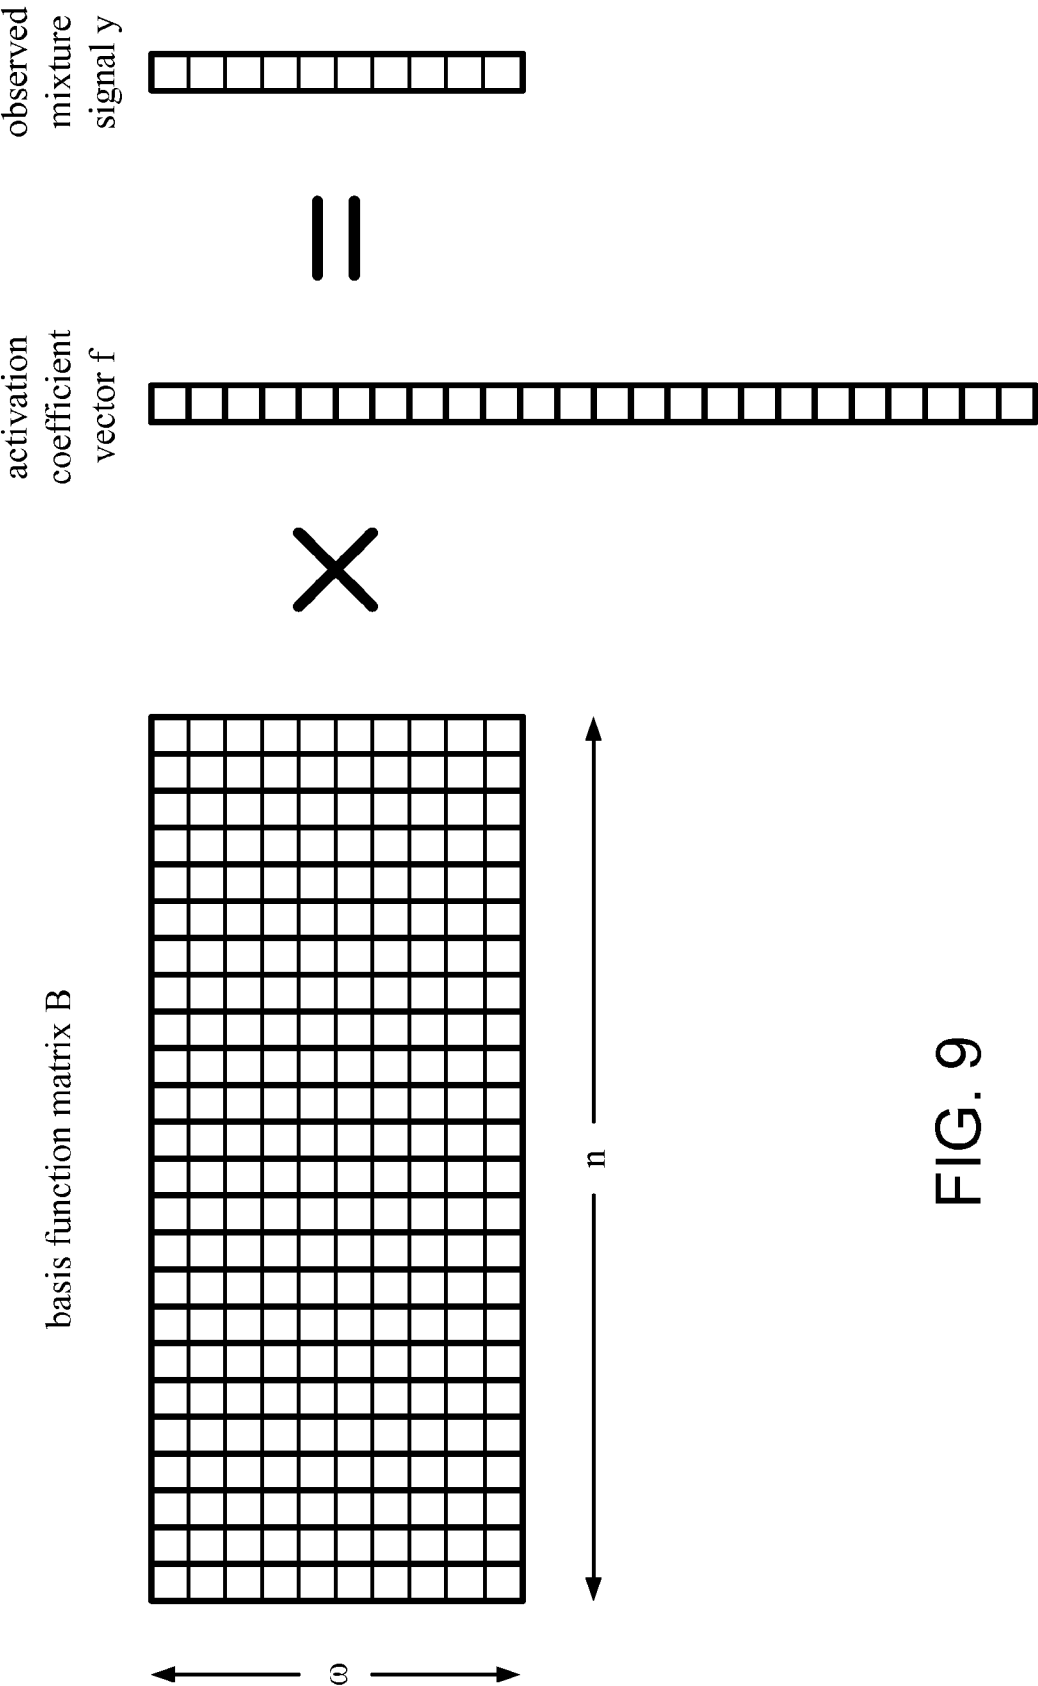 basis function matrix B
activation
coefficient
vector f
observed
mixture
signal y
ω
n
FIG. 9